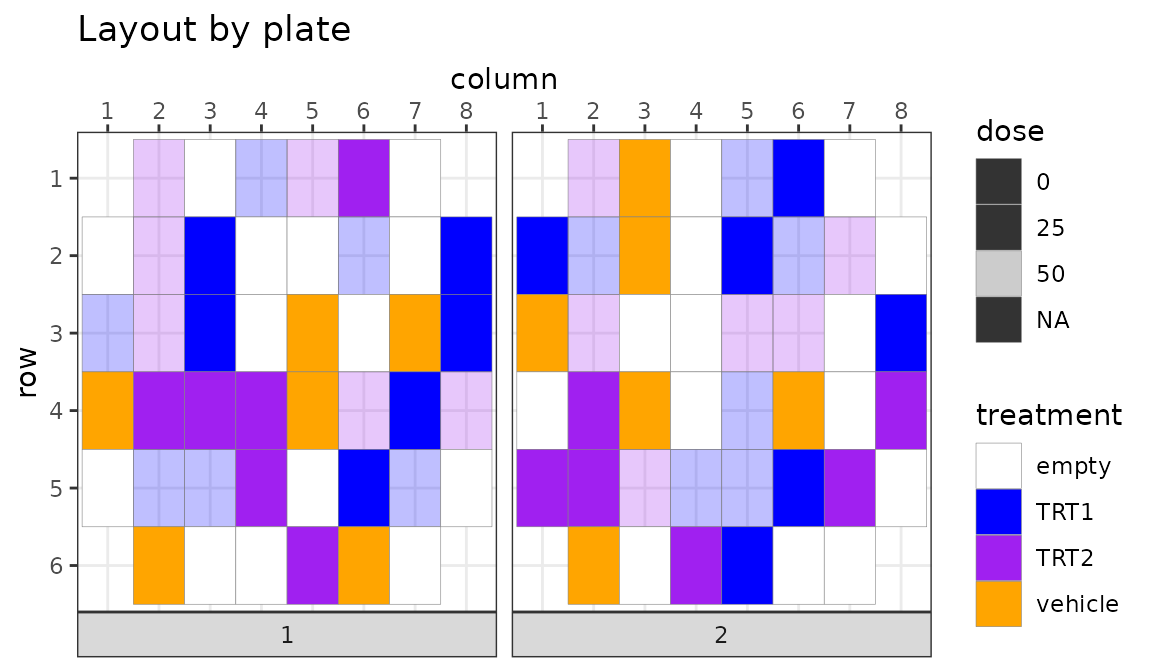 Layout by plate
column
1 2 3 4 5 6 7 8 1 2 3 4 5 6 7 8
row
1
2
3
4
5
6
1 2
dose
0
25
50
NA
treatment
empty
TRT1
TRT2
vehicle